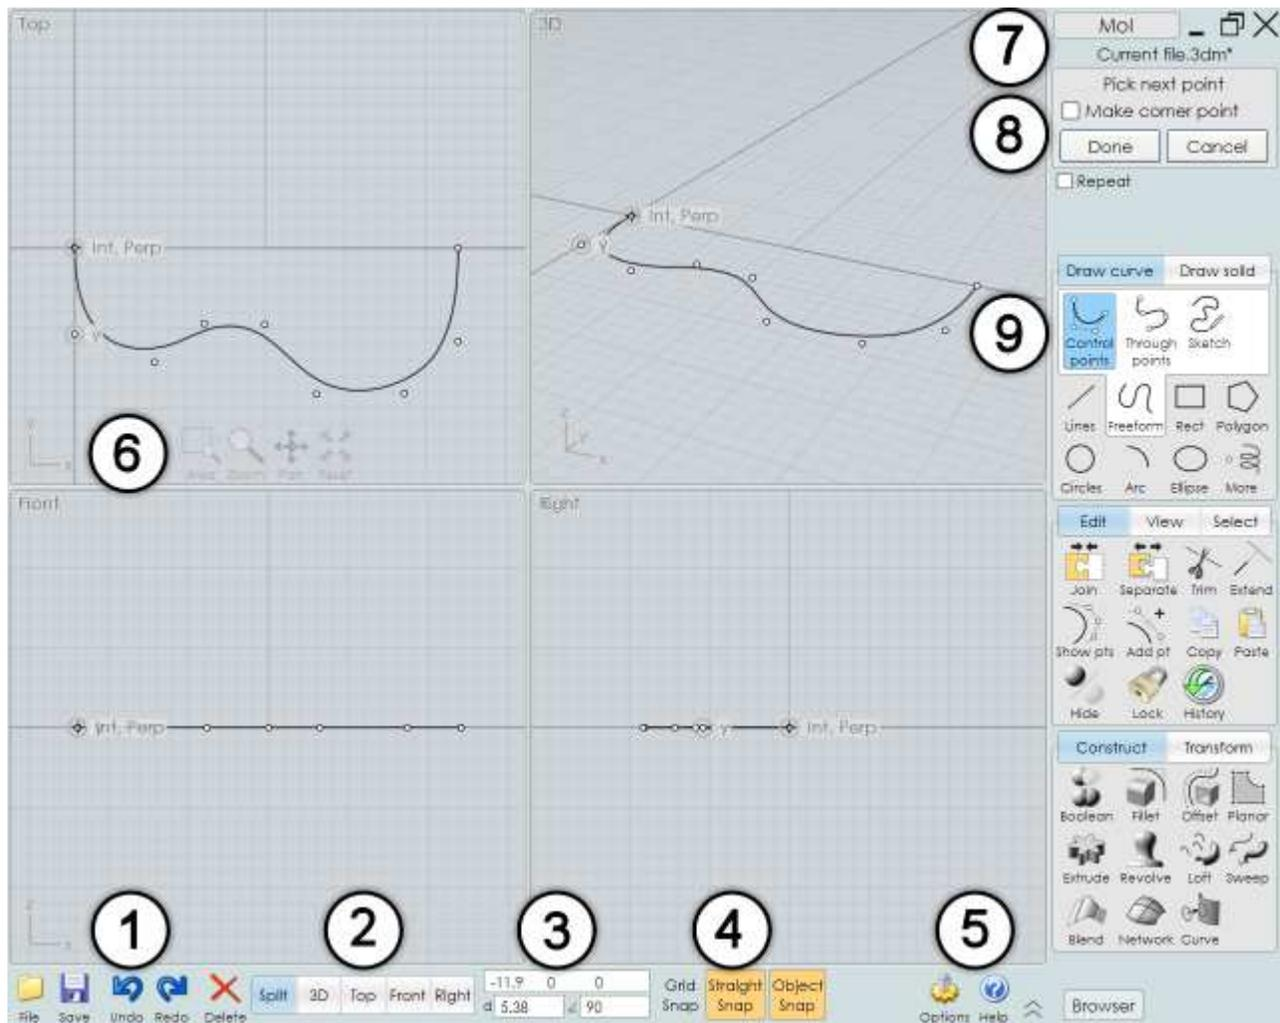 Top
3D
7
MoI
Current file.3dm*
Pick next point
8
Make corner point
Done Cancel
Repeat
Int, Perp
Y
Int, Perp
Y
Draw curve Draw solid
9
Control points
Through points
Sketch
Lines Freeform Rect Polygon
Circles Arc Ellipse More
6
Y
X
Area Zoom Pan Reset
Z
Y
X
Front
Right
Edit View Select
Join Separate Trim Extend
Show pts Add pt Copy Paste
Hide Lock History
Int, Perp
Y
Int, Perp
Construct Transform
Boolean Fillet Offset Planar
Extrude Revolve Loft Sweep
Blend Network Curve
Z
X
1
2
3
4
5
File Save Undo Redo Delete
Split 3D Top Front Right
-11.9 0 0
d 5.38 90
Grid Snap
Straight Snap
Object Snap
Options Help
Browser